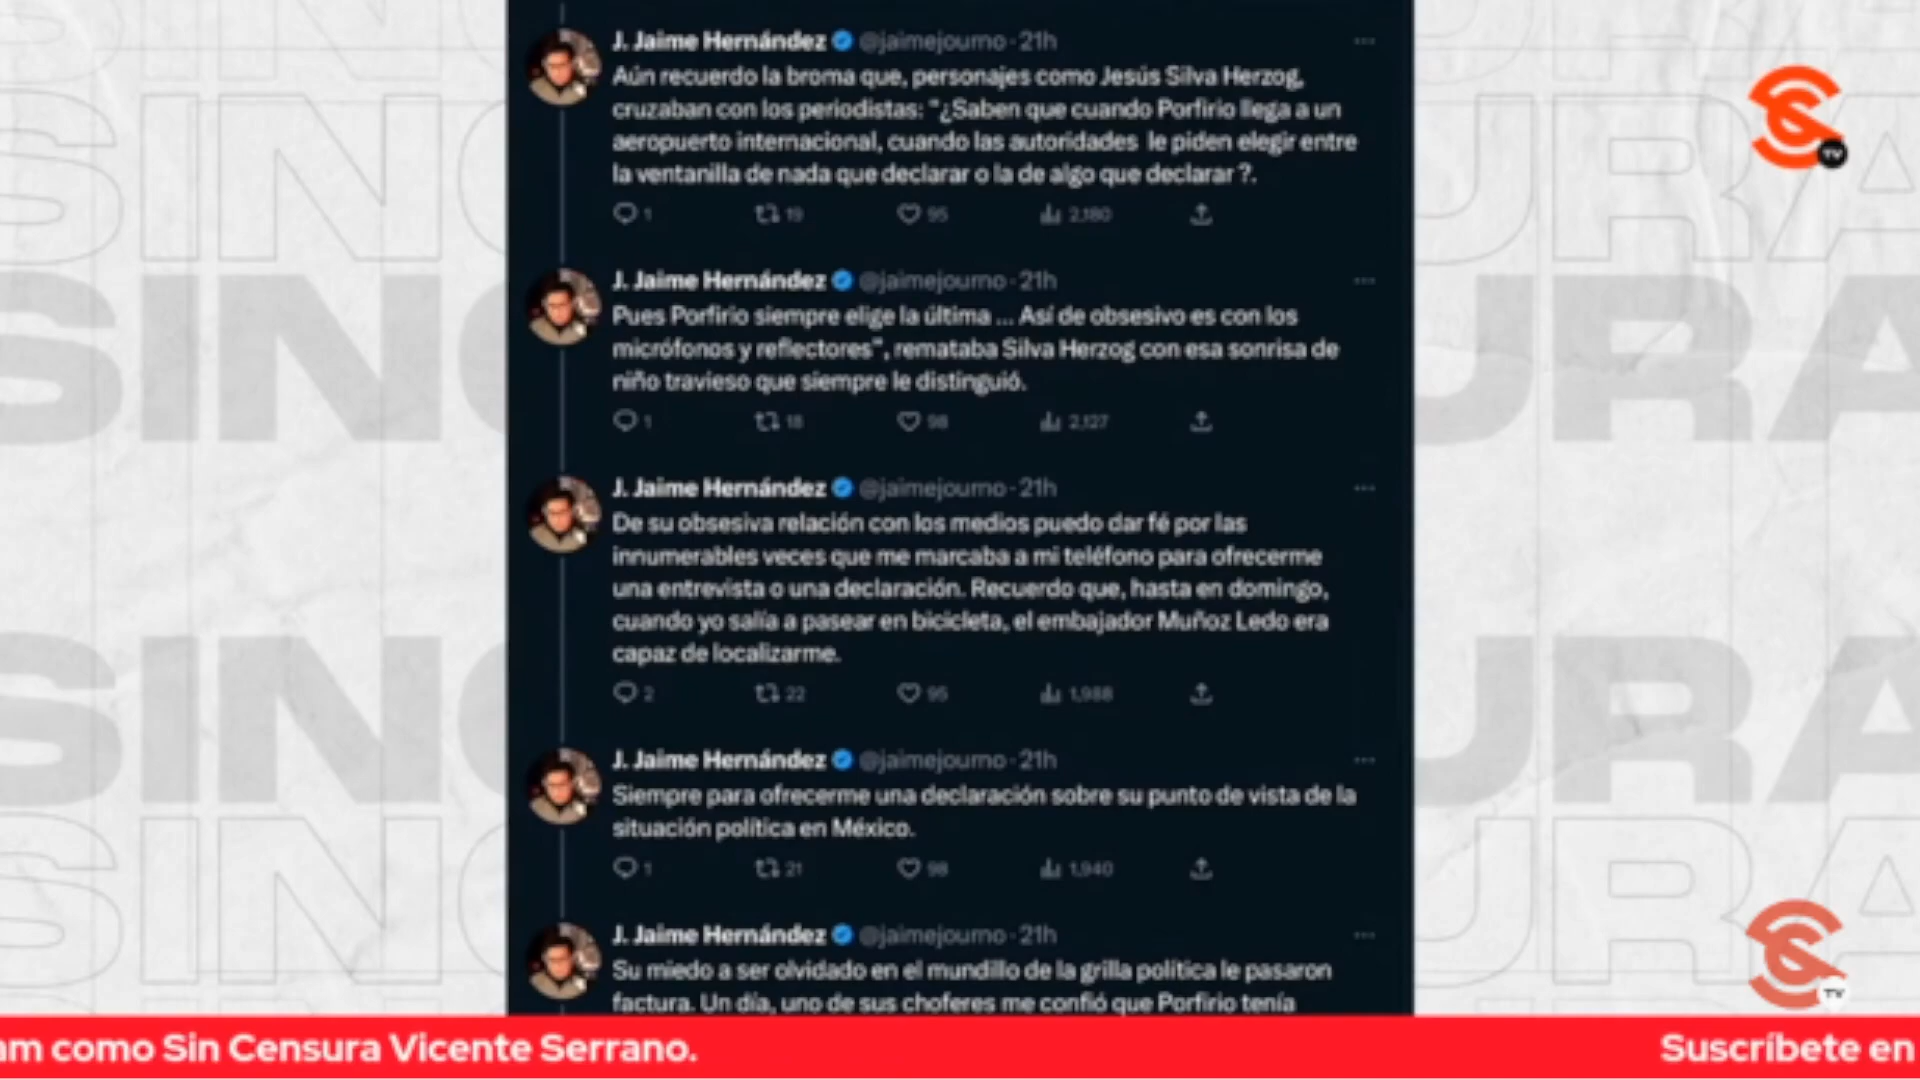 J. Jaime Hernández @jaimejourno · 21h
Aún recuerdo la broma que, personajes como Jesús Silva Herzog,
cruzaban con los periodistas: "¿Saben que cuando Porfirio llega a un
aeropuerto internacional, cuando las autoridades le piden elegir entre
la ventanilla de nada que declarar o la de algo que declarar ?.
1 19 95 2,180
J. Jaime Hernández @jaimejourno · 21h
Pues Porfirio siempre elige la última ... Así de obsesivo es con los
micrófonos y reflectores", remataba Silva Herzog con esa sonrisa de
niño travieso que siempre le distinguió.
1 18 98 2,127
J. Jaime Hernández @jaimejourno · 21h
De su obsesiva relación con los medios puedo dar fé por las
innumerables veces que me marcaba a mi teléfono para ofrecerme
una entrevista o una declaración. Recuerdo que, hasta en domingo,
cuando yo salía a pasear en bicicleta, el embajador Muñoz Ledo era
capaz de localizarme.
2 22 95 1,988
J. Jaime Hernández @jaimejourno · 21h
Siempre para ofrecerme una declaración sobre su punto de vista de la
situación política en México.
1 21 98 1,940
J. Jaime Hernández @jaimejourno · 21h
Su miedo a ser olvidado en el mundillo de la grilla política le pasaron
factura. Un día, uno de sus choferes me confió que Porfirio tenía
SIN URA
SIN URA
SIN URA
SIN URA
TV
TV
am como Sin Censura Vicente Serrano. Suscríbete en